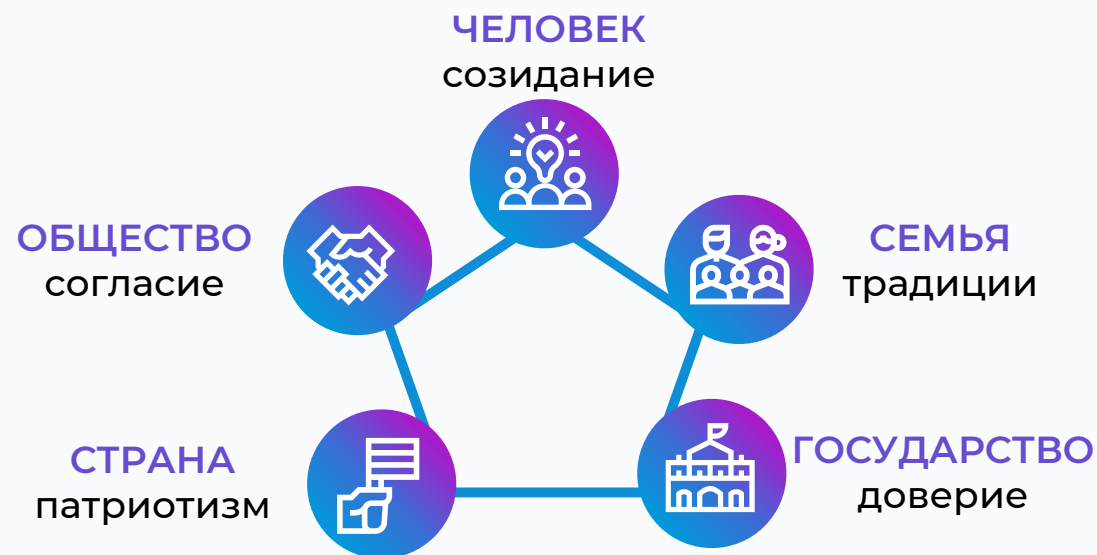 ЧЕЛОВЕК
созидание
ОБЩЕСТВО
согласие
СЕМЬЯ
традиции
СТРАНА
патриотизм
ГОСУДАРСТВО
доверие